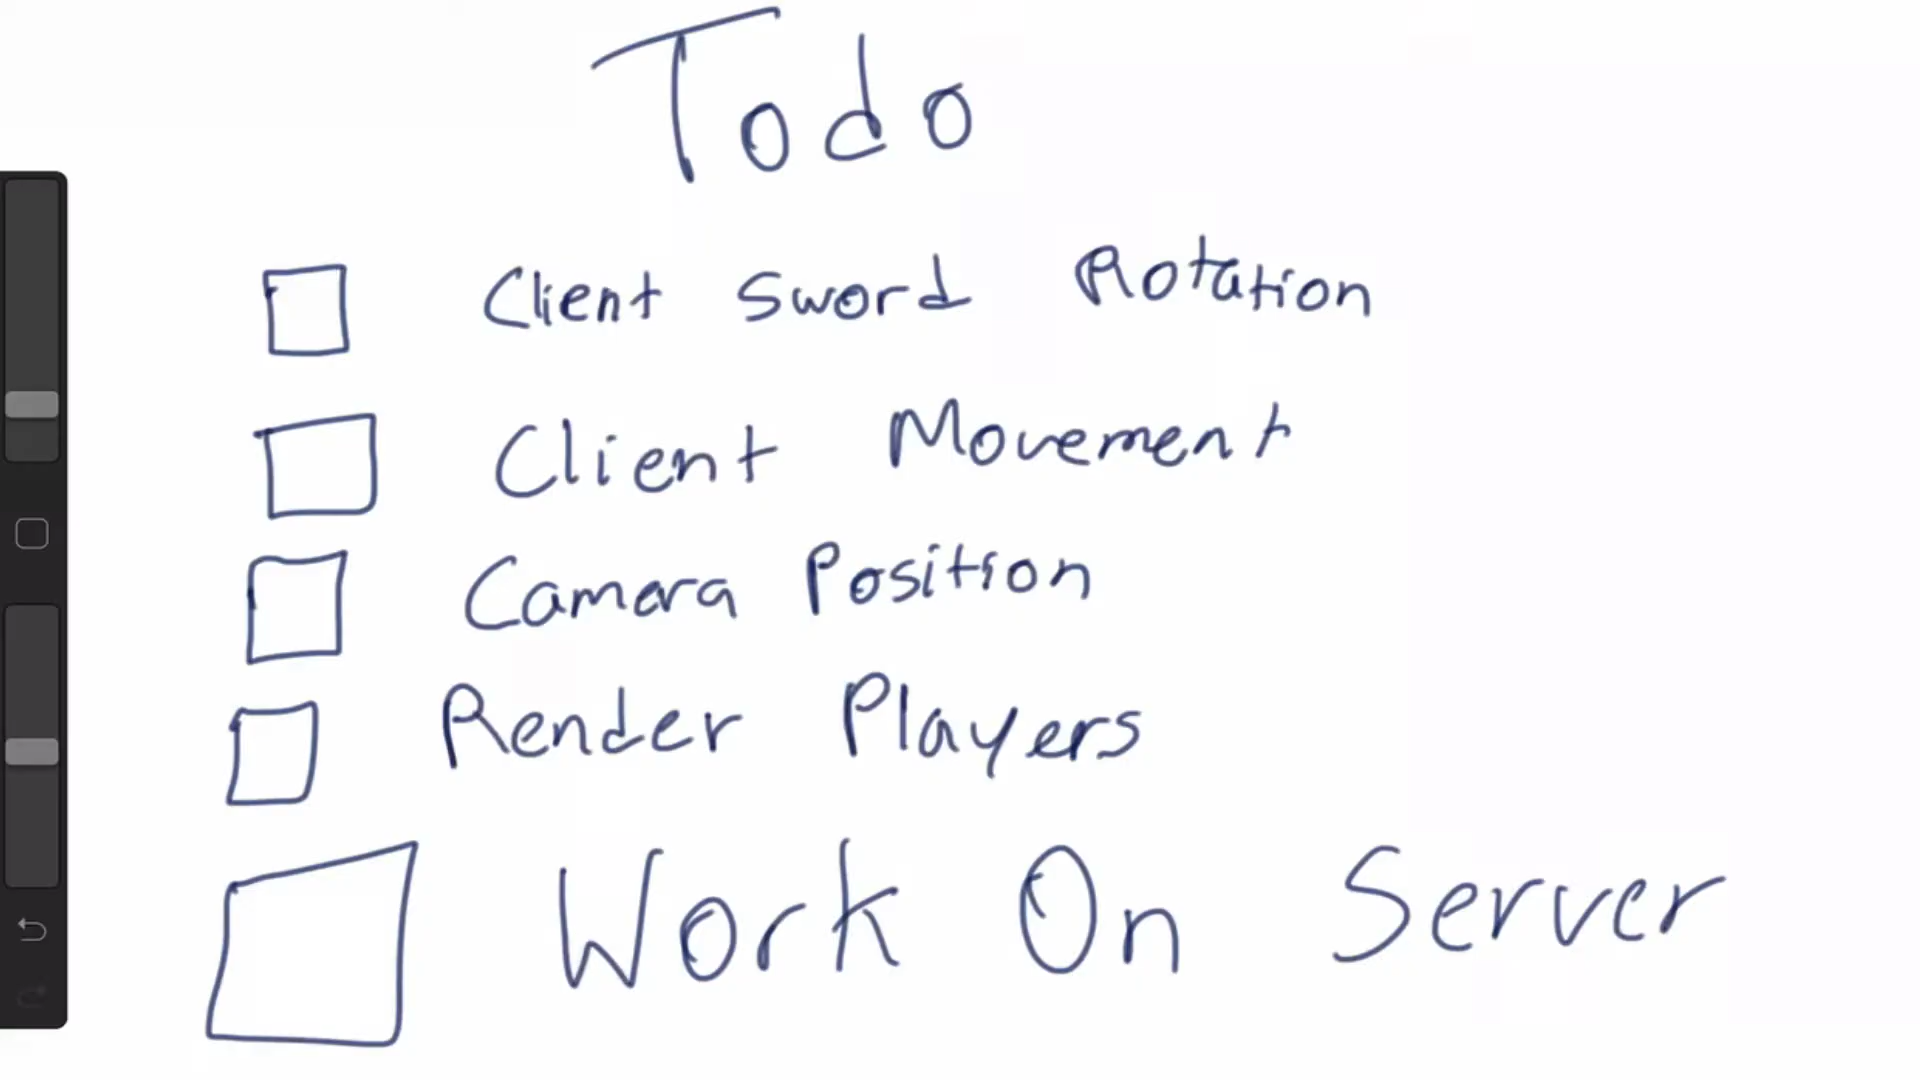 Todo
Client Sword Rotation
Client Movement
Camera Position
Render Players
Work On Server